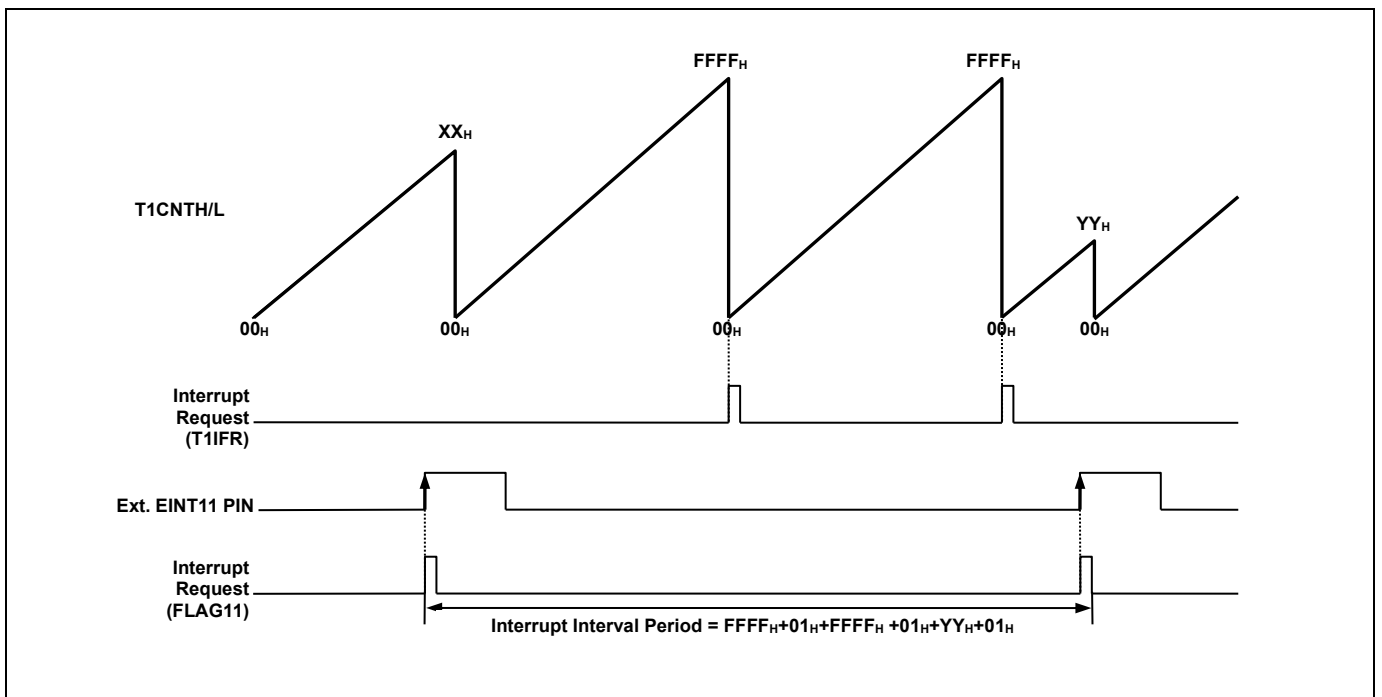 FFFFH
FFFFH
XXH
T1CNTH/L
YYH
00H
00H
00H
00H
00H
Interrupt
Request
(T1IFR)
Ext. EINT11 PIN
Interrupt
Request
(FLAG11)
Interrupt Interval Period = FFFFH+01H+FFFFH +01H+YYH+01H